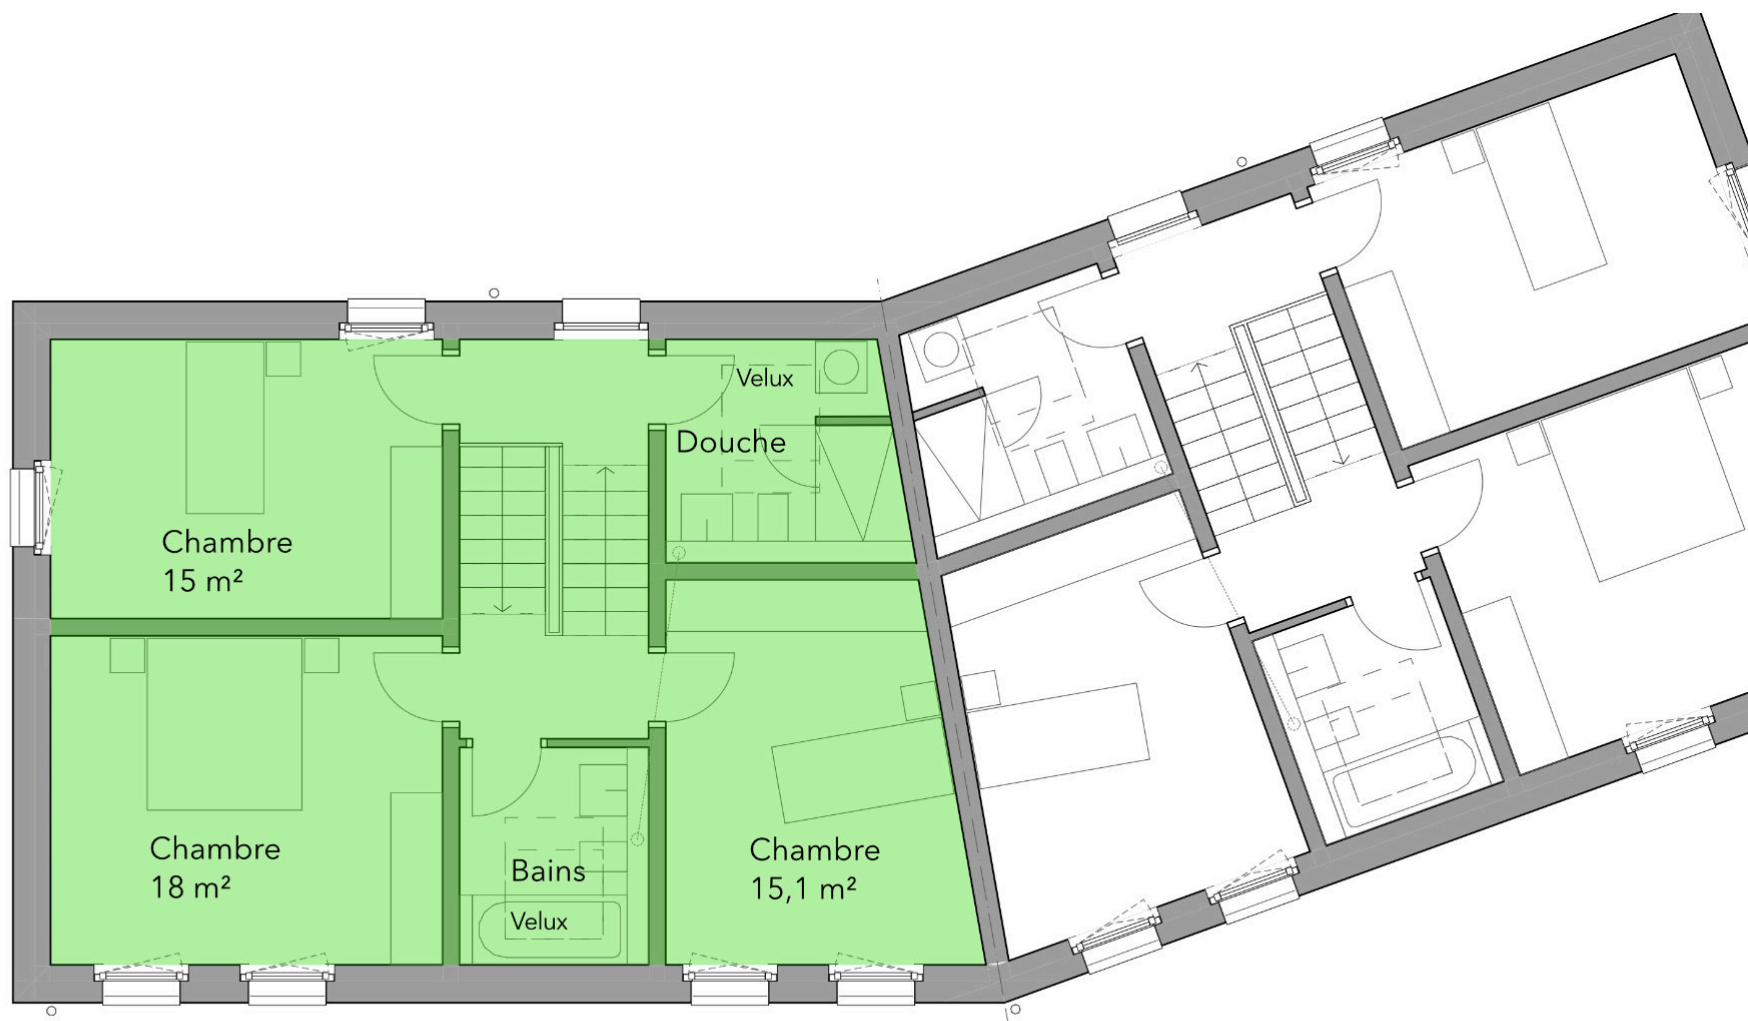 Velux
Douche
Chambre
15 m²
Chambre
18 m²
Bains
Velux
Chambre
15,1 m²